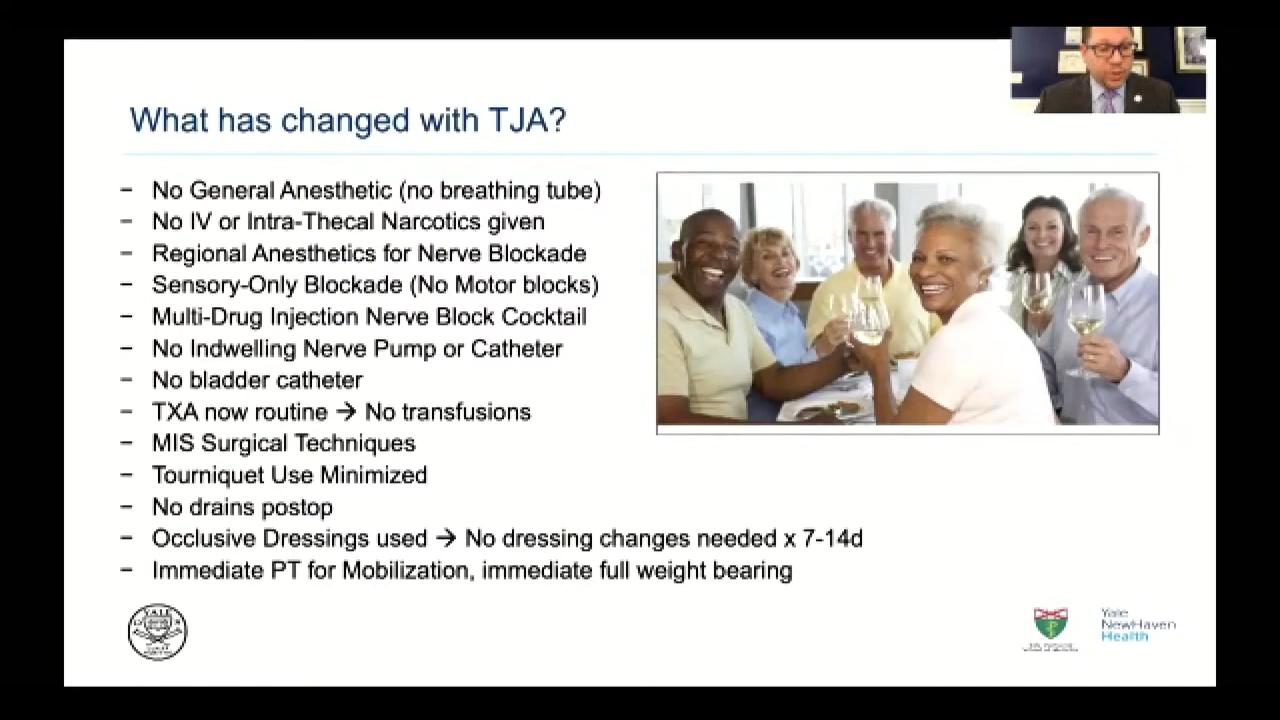 What has changed with TJA?
– No General Anesthetic (no breathing tube)
– No IV or Intra-Thecal Narcotics given
– Regional Anesthetics for Nerve Blockade
– Sensory-Only Blockade (No Motor blocks)
– Multi-Drug Injection Nerve Block Cocktail
– No Indwelling Nerve Pump or Catheter
– No bladder catheter
– TXA now routine → No transfusions
– MIS Surgical Techniques
– Tourniquet Use Minimized
– No drains postop
– Occlusive Dressings used → No dressing changes needed x 7-14d
– Immediate PT for Mobilization, immediate full weight bearing
YALE
Yale
NewHaven
Health